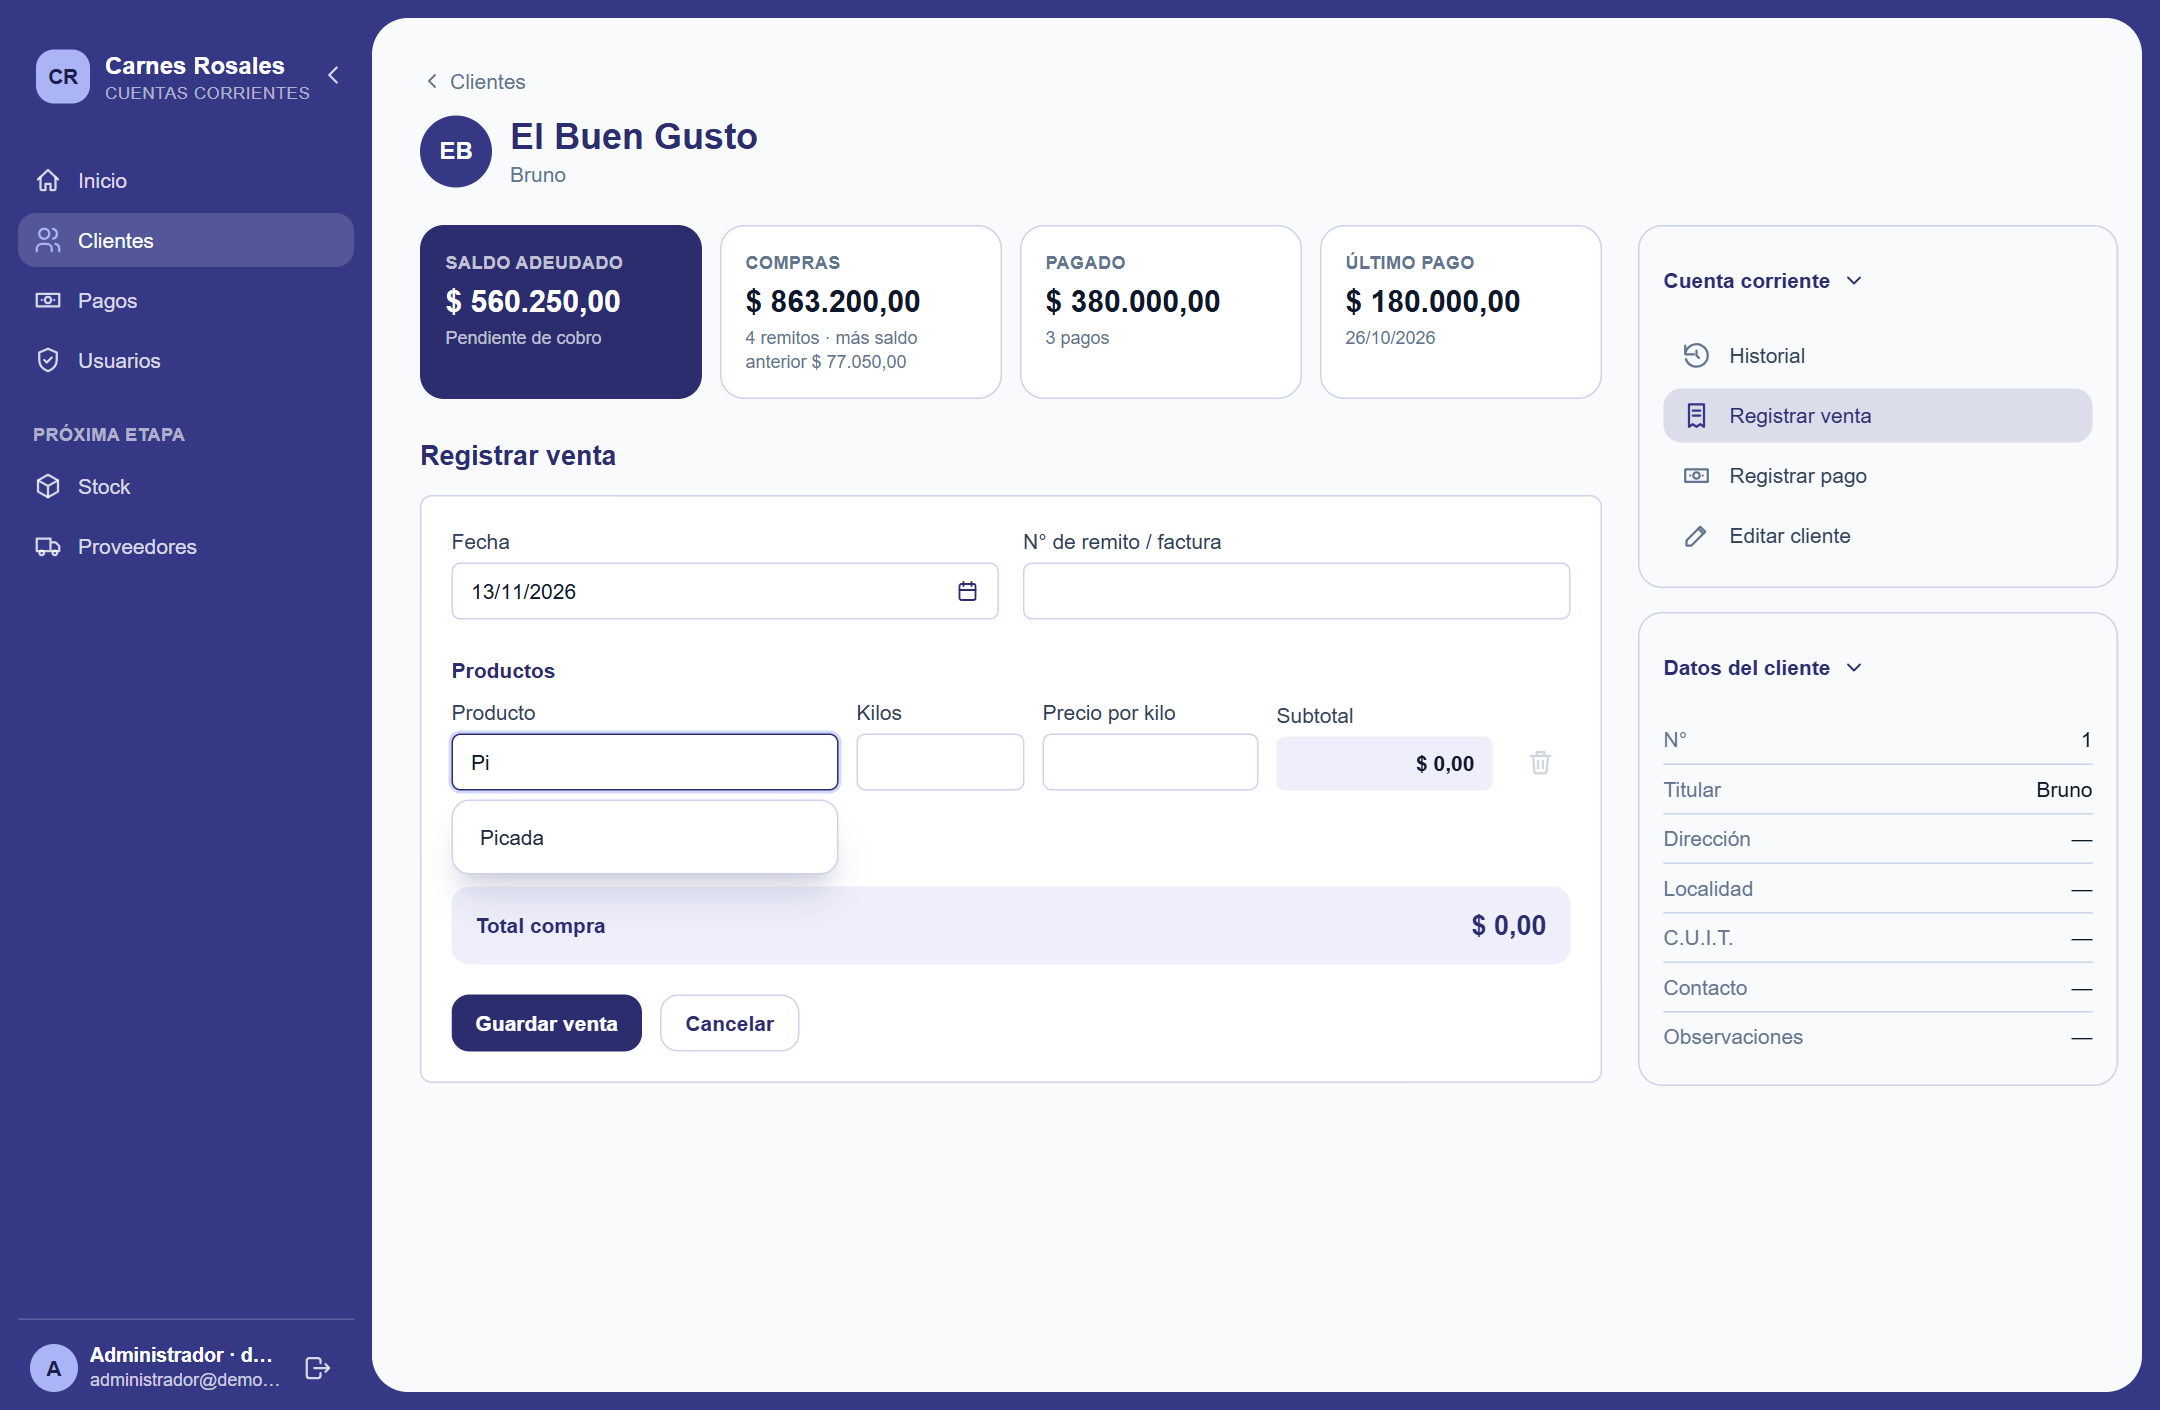 CR
Carnes Rosales
CUENTAS CORRIENTES
Inicio
Clientes
Pagos
Usuarios
PRÓXIMA ETAPA
Stock
Proveedores
A
Administrador · d...
administrador@demo...
Clientes
EB
El Buen Gusto
Bruno
SALDO ADEUDADO
$ 560.250,00
Pendiente de cobro
COMPRAS
$ 863.200,00
4 remitos · más saldo
anterior $ 77.050,00
PAGADO
$ 380.000,00
3 pagos
ÚLTIMO PAGO
$ 180.000,00
26/10/2026
Registrar venta
Fecha
13/11/2026
N° de remito / factura
Productos
Producto
Pi
Kilos
Precio por kilo
Subtotal
$ 0,00
Picada
Total compra
$ 0,00
Guardar venta
Cancelar
Cuenta corriente
Historial
Registrar venta
Registrar pago
Editar cliente
Datos del cliente
N° 1
Titular Bruno
Dirección —
Localidad —
C.U.I.T. —
Contacto —
Observaciones —